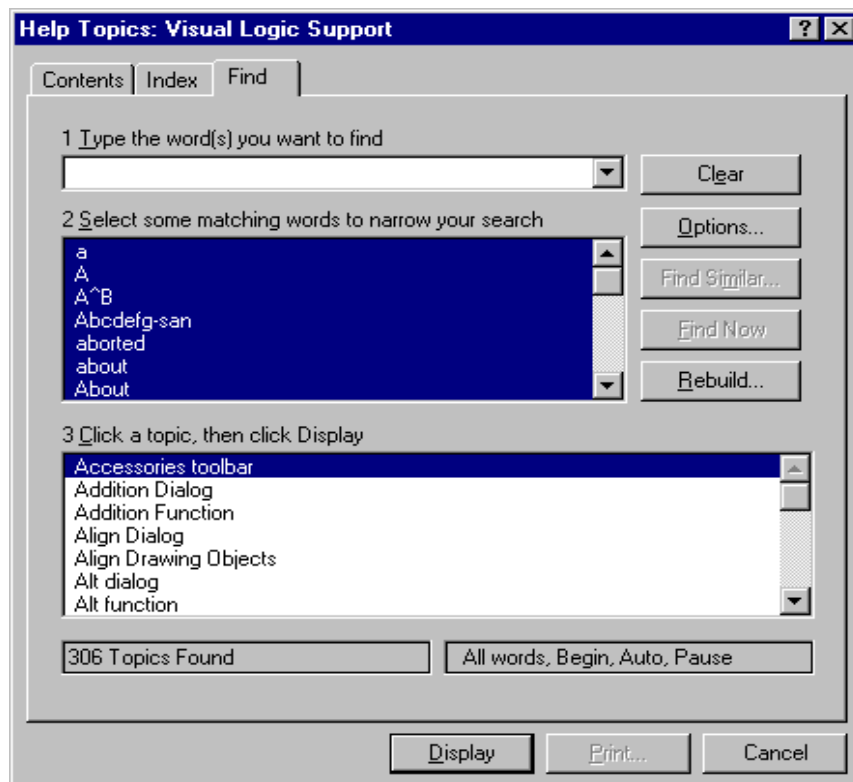 Help Topics: Visual Logic Support
Contents Index Find
1 Type the word(s) you want to find
Clear
2 Select some matching words to narrow your search
Options...
a
A
A^B
Abcdefg-san
aborted
about
About
Find Similar...
Find Now
Rebuild...
3 Click a topic, then click Display
Accessories toolbar
Addition Dialog
Addition Function
Align Dialog
Align Drawing Objects
Alt dialog
Alt function
306 Topics Found
All words, Begin, Auto, Pause
Display Print... Cancel